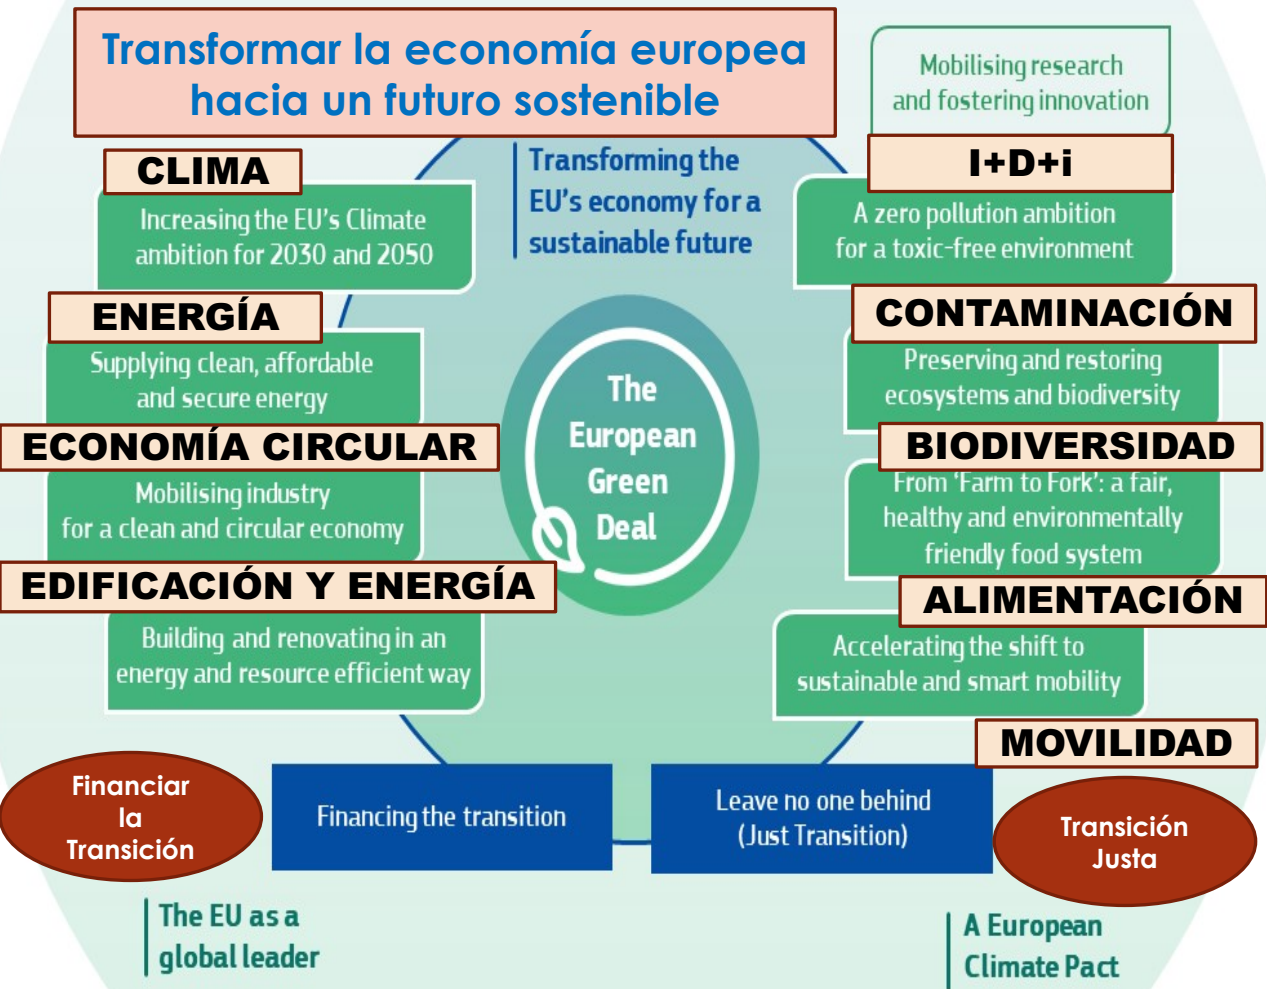 Transformar la economía europea
hacia un futuro sostenible
Mobilising research
and fostering innovation
Transforming the
EU's economy for a
sustainable future
CLIMA
Increasing the EU's Climate
ambition for 2030 and 2050
I+D+i
A zero pollution ambition
for a toxic-free environment
ENERGÍA
Supplying clean, affordable
and secure energy
CONTAMINACIÓN
Preserving and restoring
ecosystems and biodiversity
The
European
Green
Deal
ECONOMÍA CIRCULAR
Mobilising industry
for a clean and circular economy
BIODIVERSIDAD
From ‘Farm to Fork’: a fair,
healthy and environmentally
friendly food system
EDIFICACIÓN Y ENERGÍA
Building and renovating in an
energy and resource efficient way
ALIMENTACIÓN
Accelerating the shift to
sustainable and smart mobility
MOVILIDAD
Financiar
la
Transición
Financing the transition
Leave no one behind
(Just Transition)
Transición
Justa
The EU as a
global leader
A European
Climate Pact